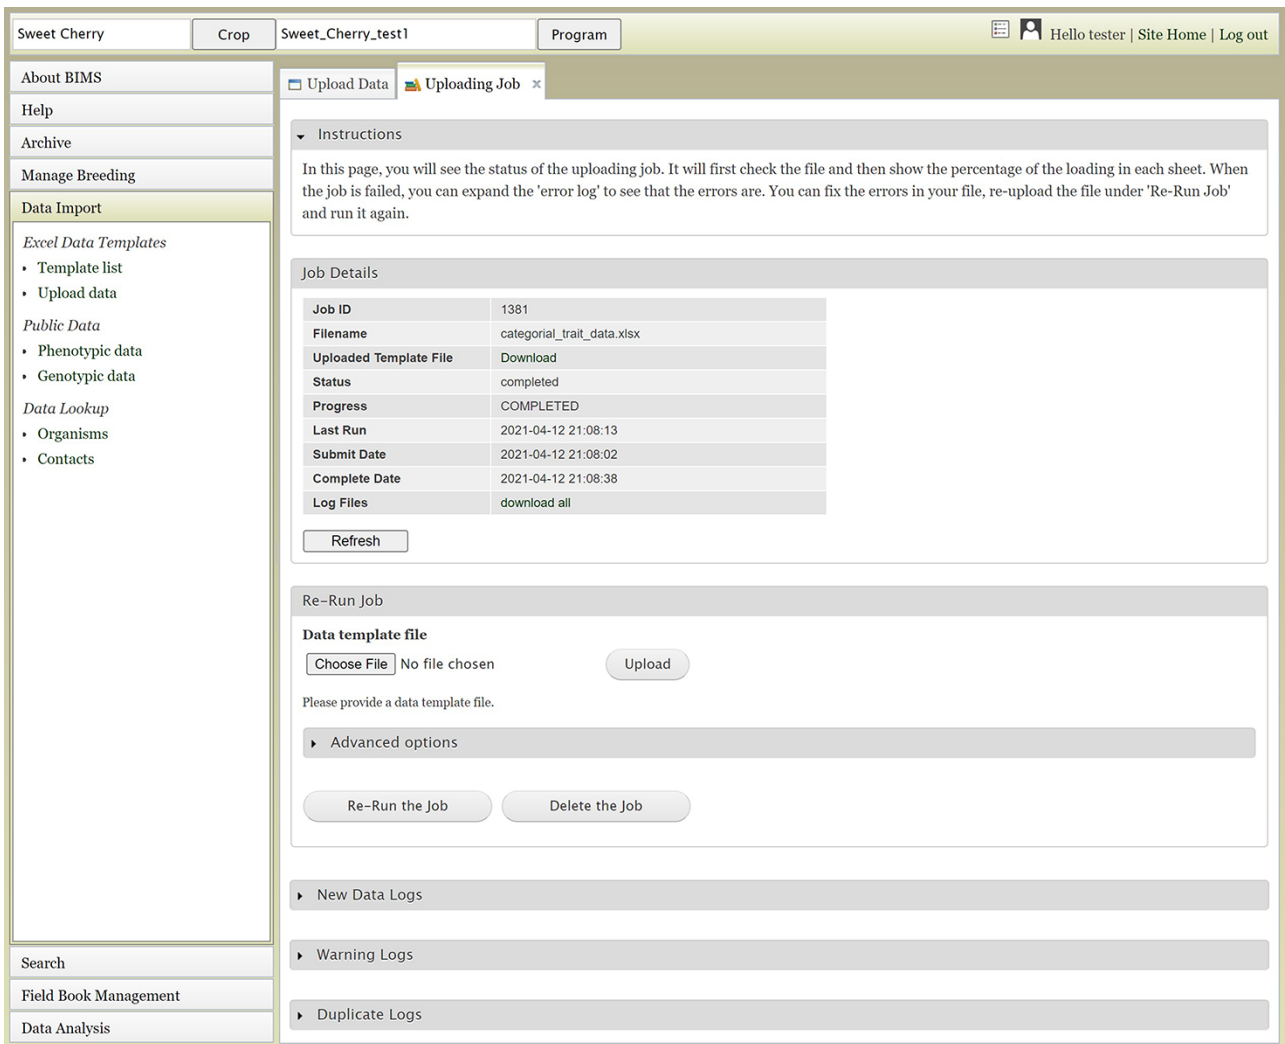 Sweet Cherry Crop Sweet_Cherry_test1 Program Hello tester | Site Home | Log out
About BIMS
Help
Archive
Manage Breeding
Data Import
Excel Data Templates
Template list
Upload data
Public Data
Phenotypic data
Genotypic data
Data Lookup
Organisms
Contacts
Search
Field Book Management
Data Analysis
Upload Data Uploading Job x
Instructions
In this page, you will see the status of the uploading job. It will first check the file and then show the percentage of the loading in each sheet. When
the job is failed, you can expand the 'error log' to see that the errors are. You can fix the errors in your file, re-upload the file under 'Re-Run Job'
and run it again.
Job Details
Job ID 1381
Filename categorial_trait_data.xlsx
Uploaded Template File Download
Status completed
Progress COMPLETED
Last Run 2021-04-12 21:08:13
Submit Date 2021-04-12 21:08:02
Complete Date 2021-04-12 21:08:38
Log Files download all
Refresh
Re-Run Job
Data template file
Choose File No file chosen Upload
Please provide a data template file.
Advanced options
Re-Run the Job Delete the Job
New Data Logs
Warning Logs
Duplicate Logs